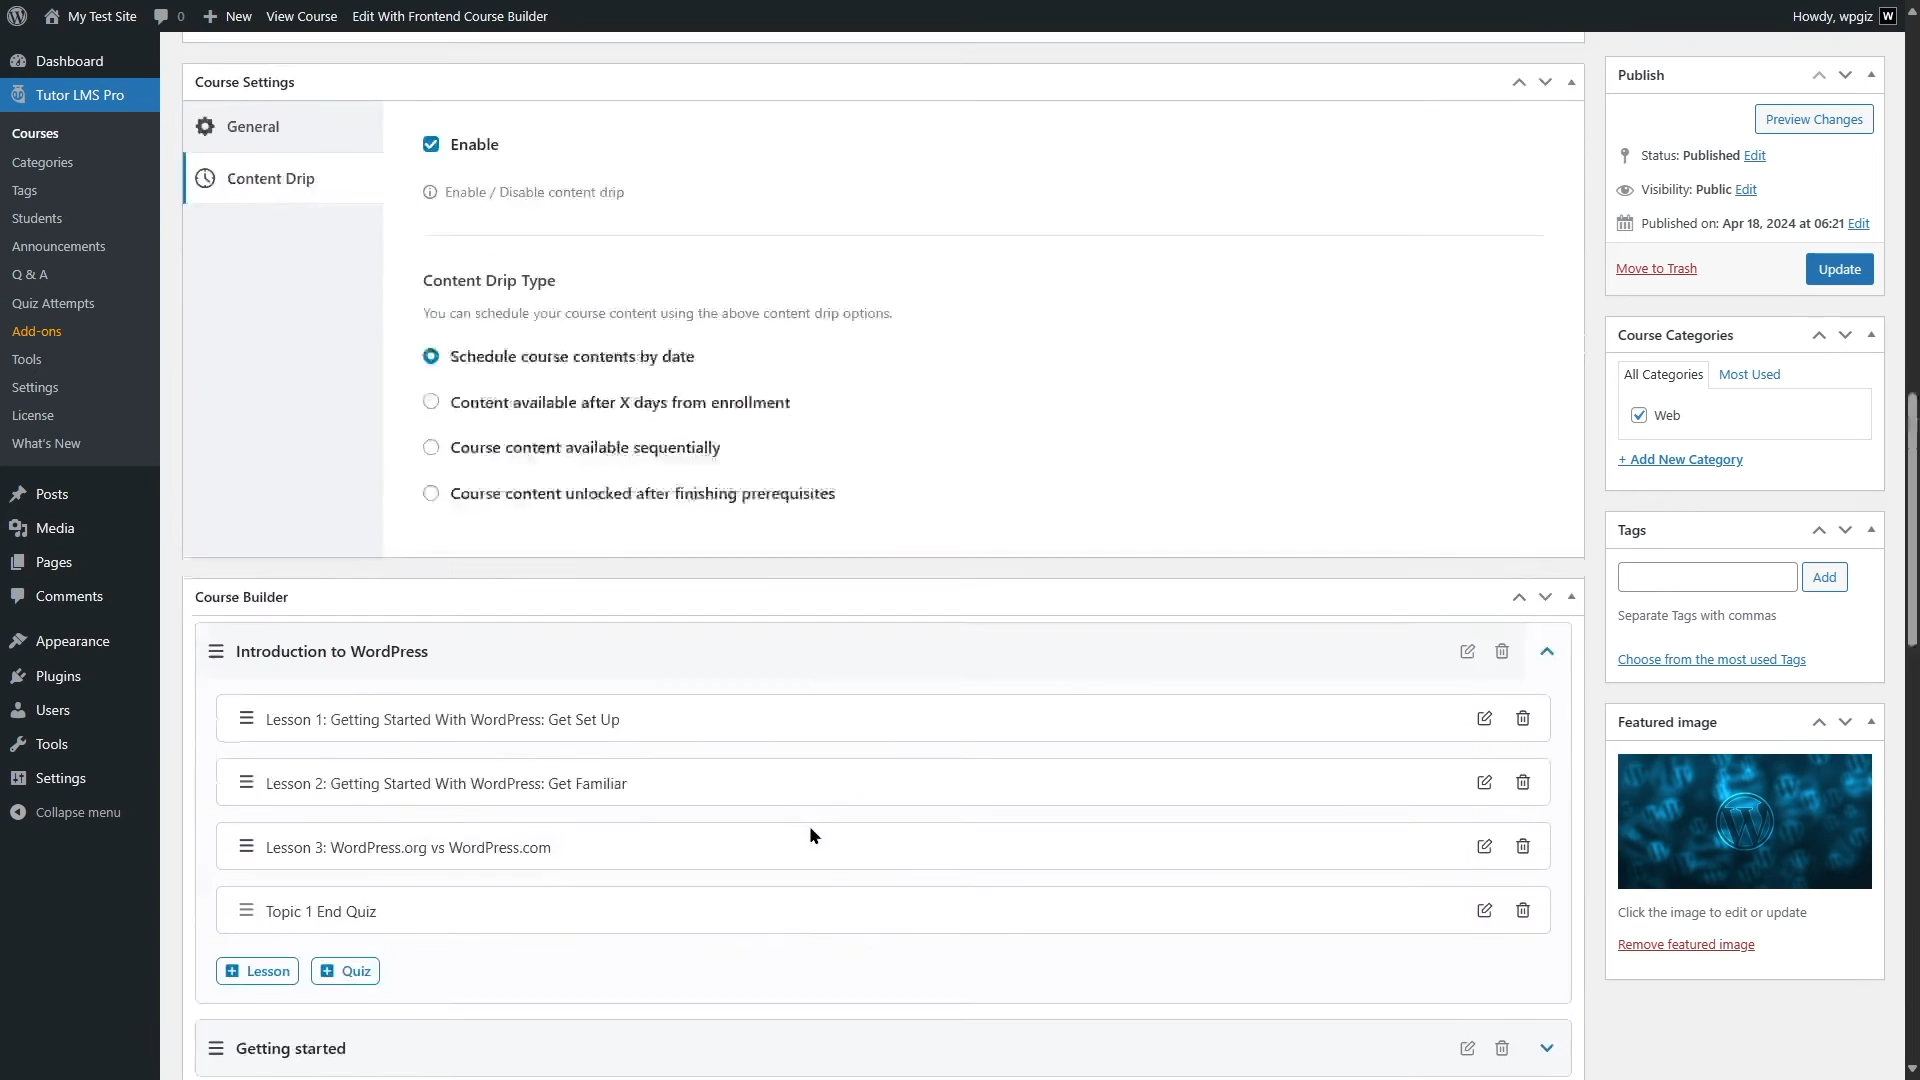 My Test Site
0
New
View Course
Edit With Frontend Course Builder
Howdy, wpgiz
W
Dashboard
Tutor LMS Pro
Courses
Categories
Tags
Students
Announcements
Q & A
Quiz Attempts
Add-ons
Tools
Settings
License
What's New
Posts
Media
Pages
Comments
Appearance
Plugins
Users
Tools
Settings
Collapse menu
Course Settings
General
Content Drip
Enable
Enable / Disable content drip
Content Drip Type
You can schedule your course content using the above content drip options.
Schedule course contents by date
Content available after X days from enrollment
Course content available sequentially
Course content unlocked after finishing prerequisites
Course Builder
Introduction to WordPress
Lesson 1: Getting Started With WordPress: Get Set Up
Lesson 2: Getting Started With WordPress: Get Familiar
Lesson 3: WordPress.org vs WordPress.com
Topic 1 End Quiz
Lesson
Quiz
Getting started
Publish
Preview Changes
Status: Published Edit
Visibility: Public Edit
Published on: Apr 18, 2024 at 06:21 Edit
Move to Trash
Update
Course Categories
All Categories
Most Used
Web
+ Add New Category
Tags
Add
Separate Tags with commas
Choose from the most used Tags
Featured image
Click the image to edit or update
Remove featured image